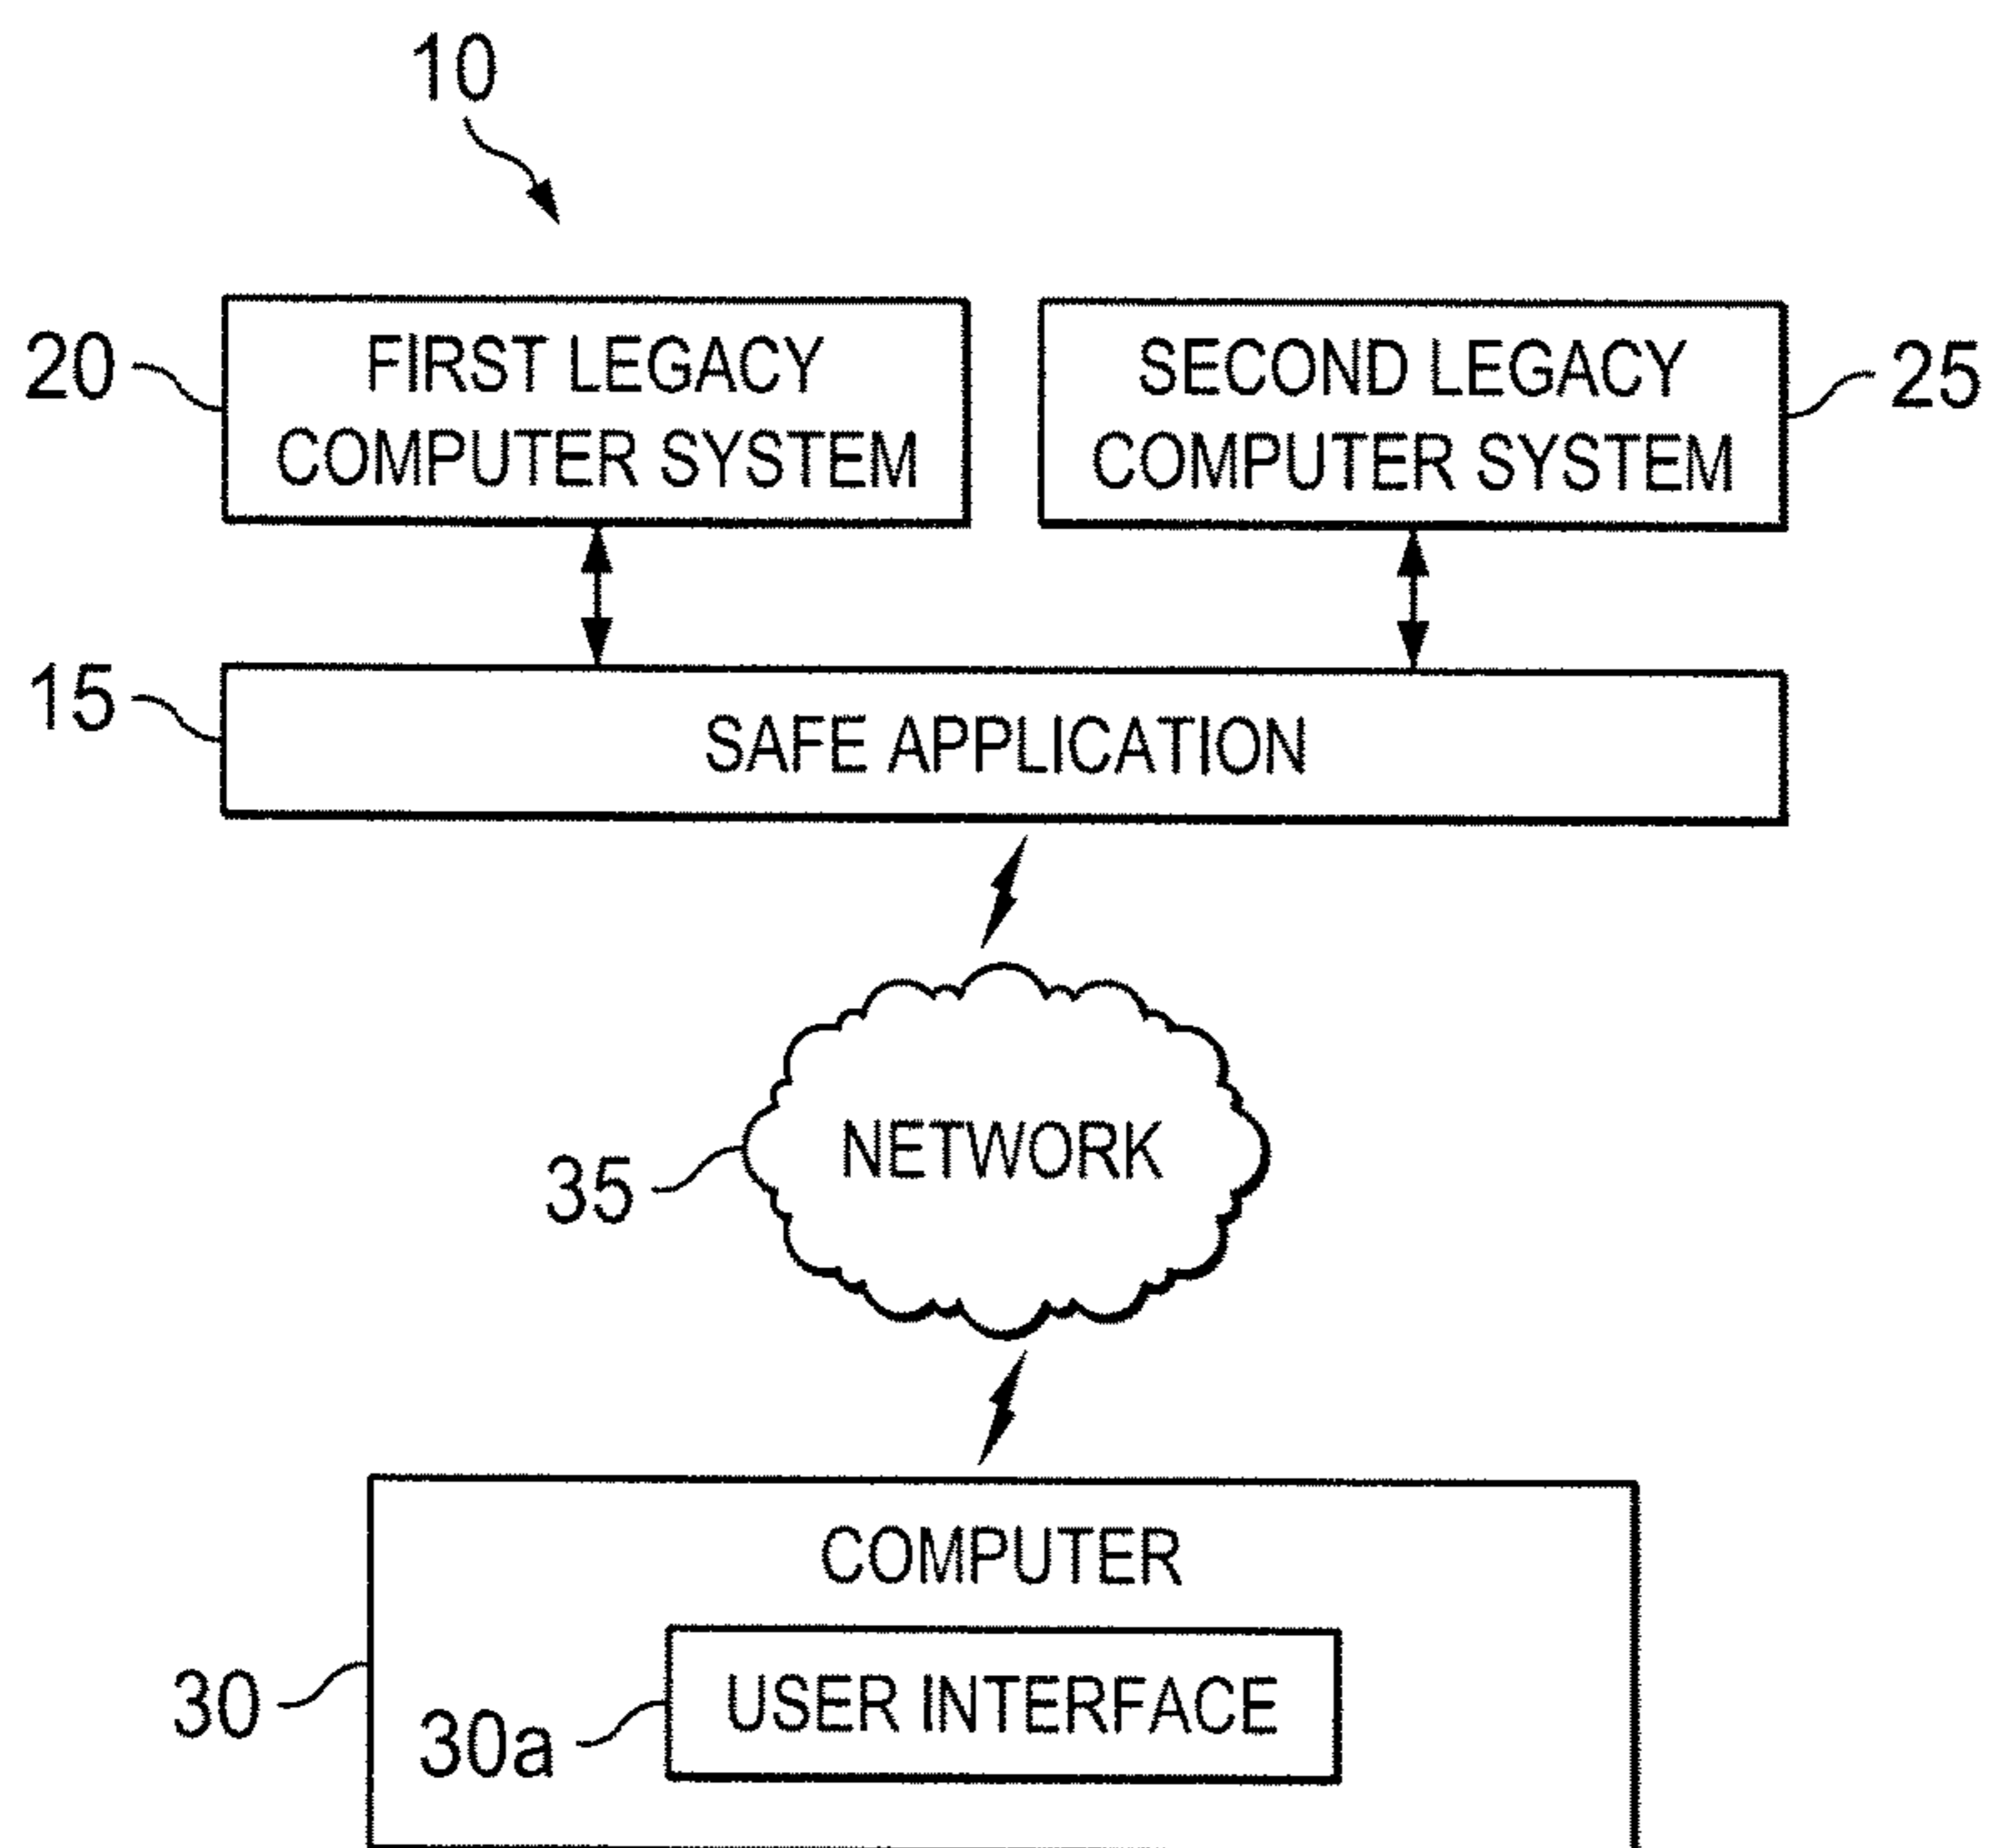 10
20
FIRST LEGACY
COMPUTER SYSTEM
SECOND LEGACY
COMPUTER SYSTEM
25
15
SAFE APPLICATION
NETWORK
35
COMPUTER
30
30a
USER INTERFACE